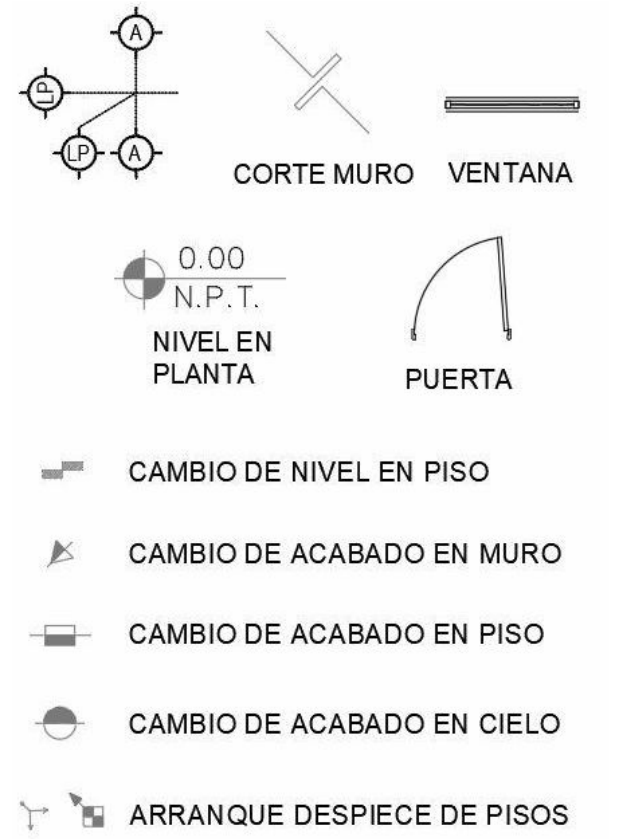 A
LP
LP A
CORTE MURO VENTANA
0.00
N.P.T.
NIVEL EN
PLANTA
PUERTA
CAMBIO DE NIVEL EN PISO
CAMBIO DE ACABADO EN MURO
CAMBIO DE ACABADO EN PISO
CAMBIO DE ACABADO EN CIELO
ARRANQUE DESPIECE DE PISOS